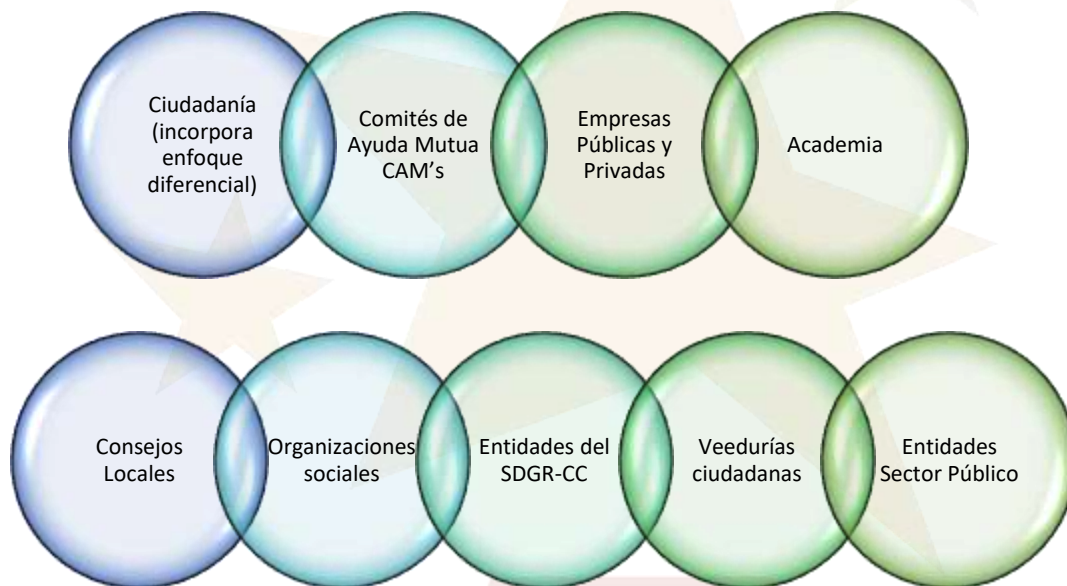 Ciudadanía
(incorpora
enfoque
diferencial)
Comités de
Ayuda Mutua
CAM’s
Empresas
Públicas y
Privadas
Academia
Consejos
Locales
Organizaciones
sociales
Entidades del
SDGR-CC
Veedurías
ciudadanas
Entidades
Sector Público